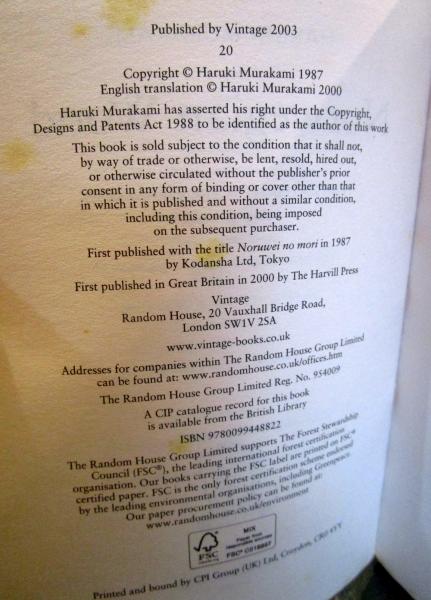 Published by Vintage 2003
20
Copyright © Haruki Murakami 1987
English translation © Haruki Murakami 2000
Haruki Murakami has asserted his right under the Copyright,
Designs and Patents Act 1988 to be identified as the author of this work
This book is sold subject to the condition that it shall not,
by way of trade or otherwise, be lent, resold, hired out,
or otherwise circulated without the publisher's prior
consent in any form of binding or cover other than that
in which it is published and without a similar condition,
including this condition, being imposed
on the subsequent purchaser.
First published with the title Noruwei no mori in 1987
by Kodansha Ltd, Tokyo
First published in Great Britain in 2000 by The Harvill Press
Vintage
Random House, 20 Vauxhall Bridge Road,
London SW1V 2SA
www.vintage-books.co.uk
Addresses for companies within The Random House Group Limited
can be found at: www.randomhouse.co.uk/offices.htm
The Random House Group Limited Reg. No. 954009
A CIP catalogue record for this book
is available from the British Library
ISBN 9780099448822
The Random House Group Limited supports The Forest Stewardship
Council (FSC®), the leading international forest certification
organisation. Our books carrying the FSC label are printed on FSC®
certified paper. FSC is the only forest certification scheme endorsed
by the leading environmental organisations, including Greenpeace.
Our paper procurement policy can be found at:
www.randomhouse.co.uk/environment
FSC
MIX
Paper from
responsible sources
Printed and bound by CPI Group (UK) Ltd, Croydon, CR0 4YY